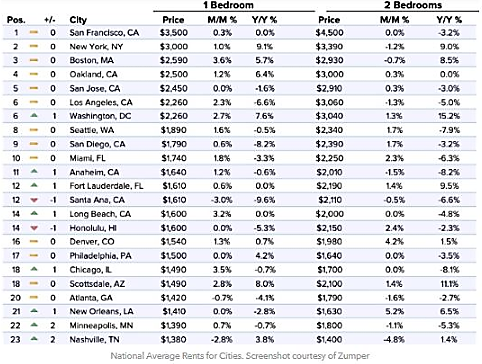 1 Bedroom 2 Bedrooms
Pos. +/- City Price M/M % Y/Y % Price M/M % Y/Y %
1 0 San Francisco, CA $3,500 0.3% 0.0% $4,500 0.0% -3.2%
2 0 New York, NY $3,000 1.0% 9.1% $3,390 -1.2% 9.0%
3 0 Boston, MA $2,590 3.6% 5.7% $2,930 -0.7% 8.5%
4 0 Oakland, CA $2,500 1.2% 6.4% $3,000 0.3% 0.0%
5 0 San Jose, CA $2,450 0.0% -1.6% $2,910 0.3% -3.0%
6 0 Los Angeles, CA $2,260 2.3% -6.6% $3,060 -1.3% -5.0%
6 1 Washington, DC $2,260 2.7% 7.6% $3,040 1.3% 15.2%
8 0 Seattle, WA $1,890 1.6% -0.5% $2,340 1.7% -7.9%
9 0 San Diego, CA $1,790 0.6% -8.2% $2,390 1.7% -3.2%
10 0 Miami, FL $1,740 1.8% -3.3% $2,250 2.3% -6.3%
11 1 Anaheim, CA $1,640 1.2% -0.6% $2,010 -1.5% -8.2%
12 1 Fort Lauderdale, FL $1,610 0.6% 0.0% $2,190 1.4% 9.5%
12 -1 Santa Ana, CA $1,610 -3.0% -9.6% $2,110 -0.5% -6.6%
14 1 Long Beach, CA $1,600 3.2% 0.0% $2,000 0.0% -4.8%
14 -1 Honolulu, HI $1,600 0.0% -5.3% $2,150 2.4% -2.3%
16 0 Denver, CO $1,540 1.3% 0.7% $1,980 4.2% 1.5%
17 0 Philadelphia, PA $1,500 0.0% 4.2% $1,640 0.0% -3.5%
18 1 Chicago, IL $1,490 3.5% -0.7% $1,700 0.0% -8.1%
18 0 Scottsdale, AZ $1,490 2.8% 8.0% $2,100 1.4% 11.1%
20 0 Atlanta, GA $1,420 -0.7% -4.1% $1,790 -1.6% -2.7%
21 1 New Orleans, LA $1,410 0.0% -2.8% $1,630 5.2% 6.5%
22 2 Minneapolis, MN $1,390 0.7% -0.7% $1,800 -1.1% -5.3%
23 2 Nashville, TN $1,380 -2.8% 3.8% $1,400 -4.8% 1.4%
National Average Rents for Cities. Screenshot courtesy of Zumper